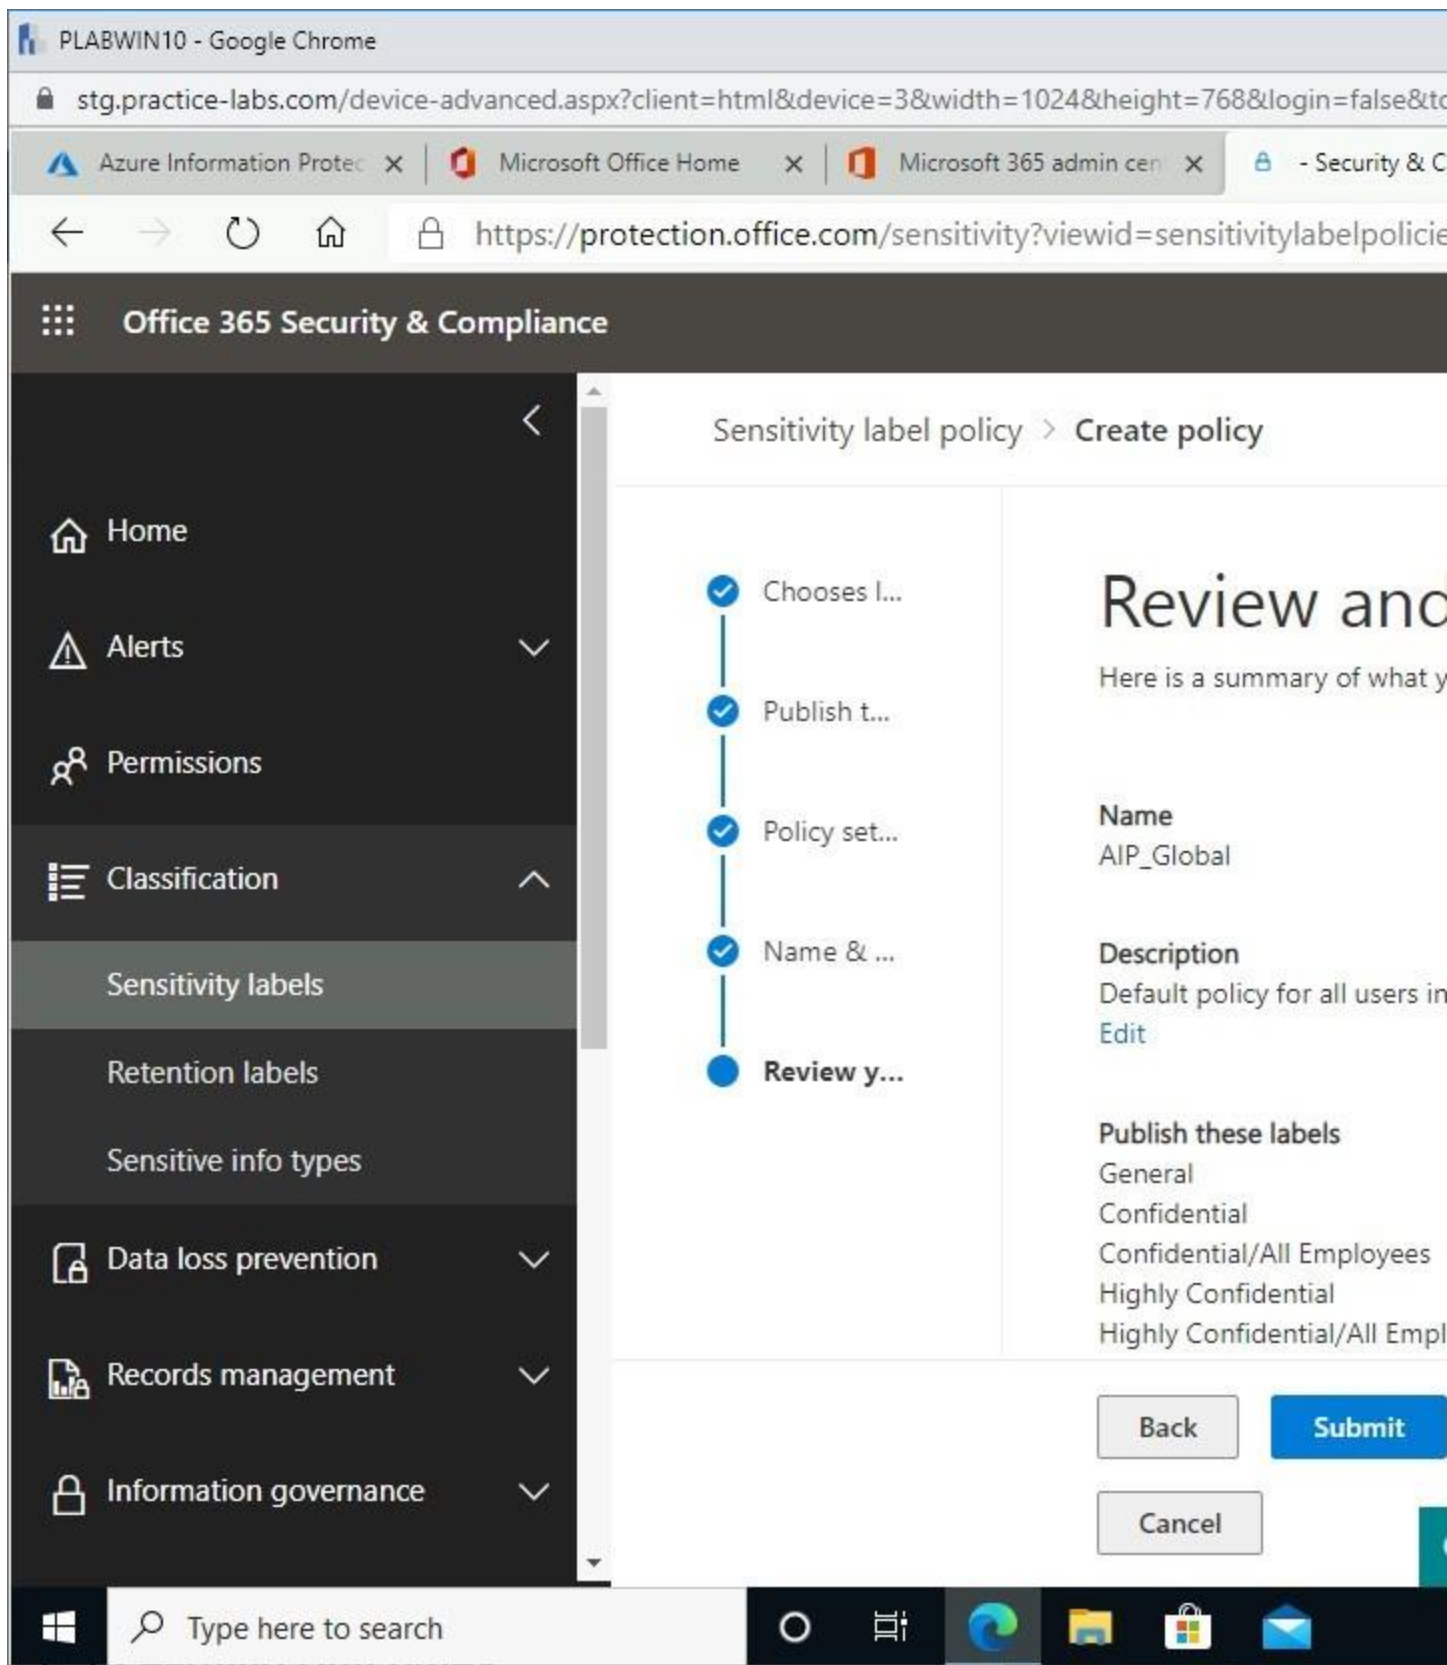 PLABWIN10 - Google Chrome
stg.practice-labs.com/device-advanced.aspx?client=html&device=3&width=1024&height=768&login=false&to
Azure Information Protec
Microsoft Office Home
Microsoft 365 admin cen
- Security & C
https://protection.office.com/sensitivity?viewid=sensitivitylabelpolicie
Office 365 Security & Compliance
Sensitivity label policy > Create policy
Home
Alerts
Permissions
Classification
Sensitivity labels
Retention labels
Sensitive info types
Data loss prevention
Records management
Information governance
Chooses l...
Publish t...
Policy set...
Name & ...
Review y...
Review and
Here is a summary of what y
Name
AIP_Global
Description
Default policy for all users in
Edit
Publish these labels
General
Confidential
Confidential/All Employees
Highly Confidential
Highly Confidential/All Empl
Back
Submit
Cancel
Type here to search